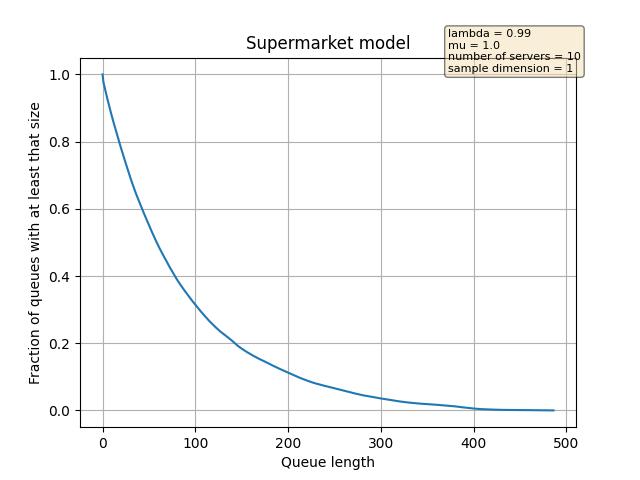 lambda = 0.99
mu = 1.0
number of servers = 10
sample dimension = 1
Supermarket model
1.0
0.8
0.6
0.4
0.2
0.0
Fraction of queues with at least that size
0 100 200 300 400 500
Queue length